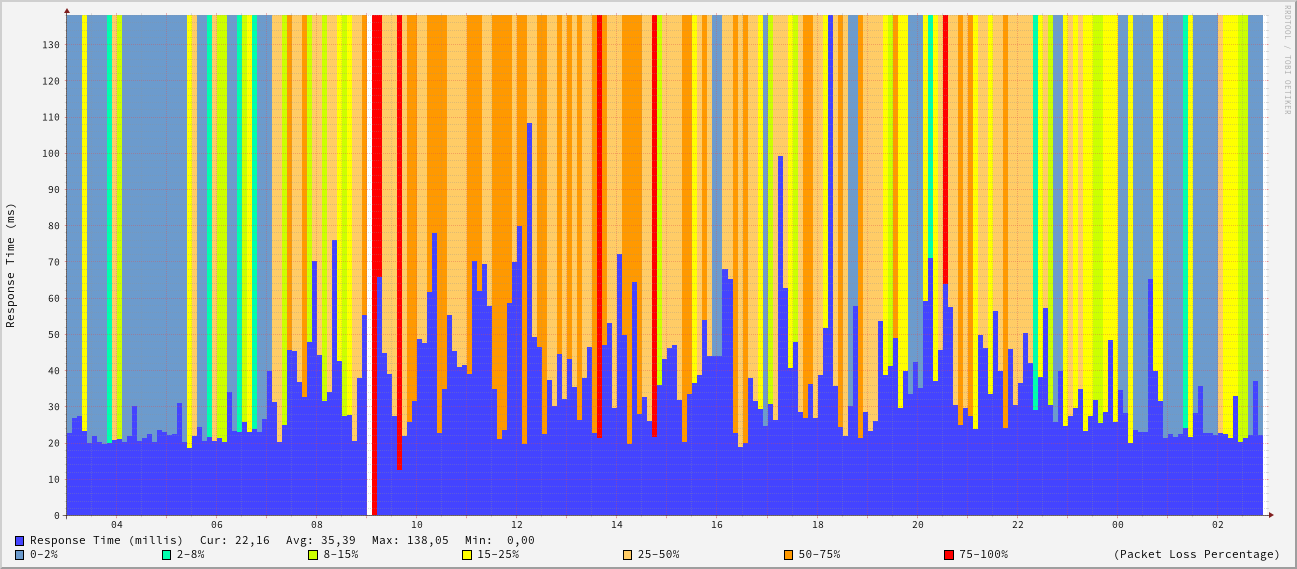 RRDTOOL / TOBI OETIKER
Response Time (ms)
130
120
110
100
90
80
70
60
50
40
30
20
10
0
04 06 08 10 12 14 16 18 20 22 00 02
Response Time (millis) Cur: 22,16 Avg: 35,39 Max: 138,05 Min: 0,00
0-2% 2-8% 8-15% 15-25% 25-50% 50-75% 75-100% (Packet Loss Percentage)